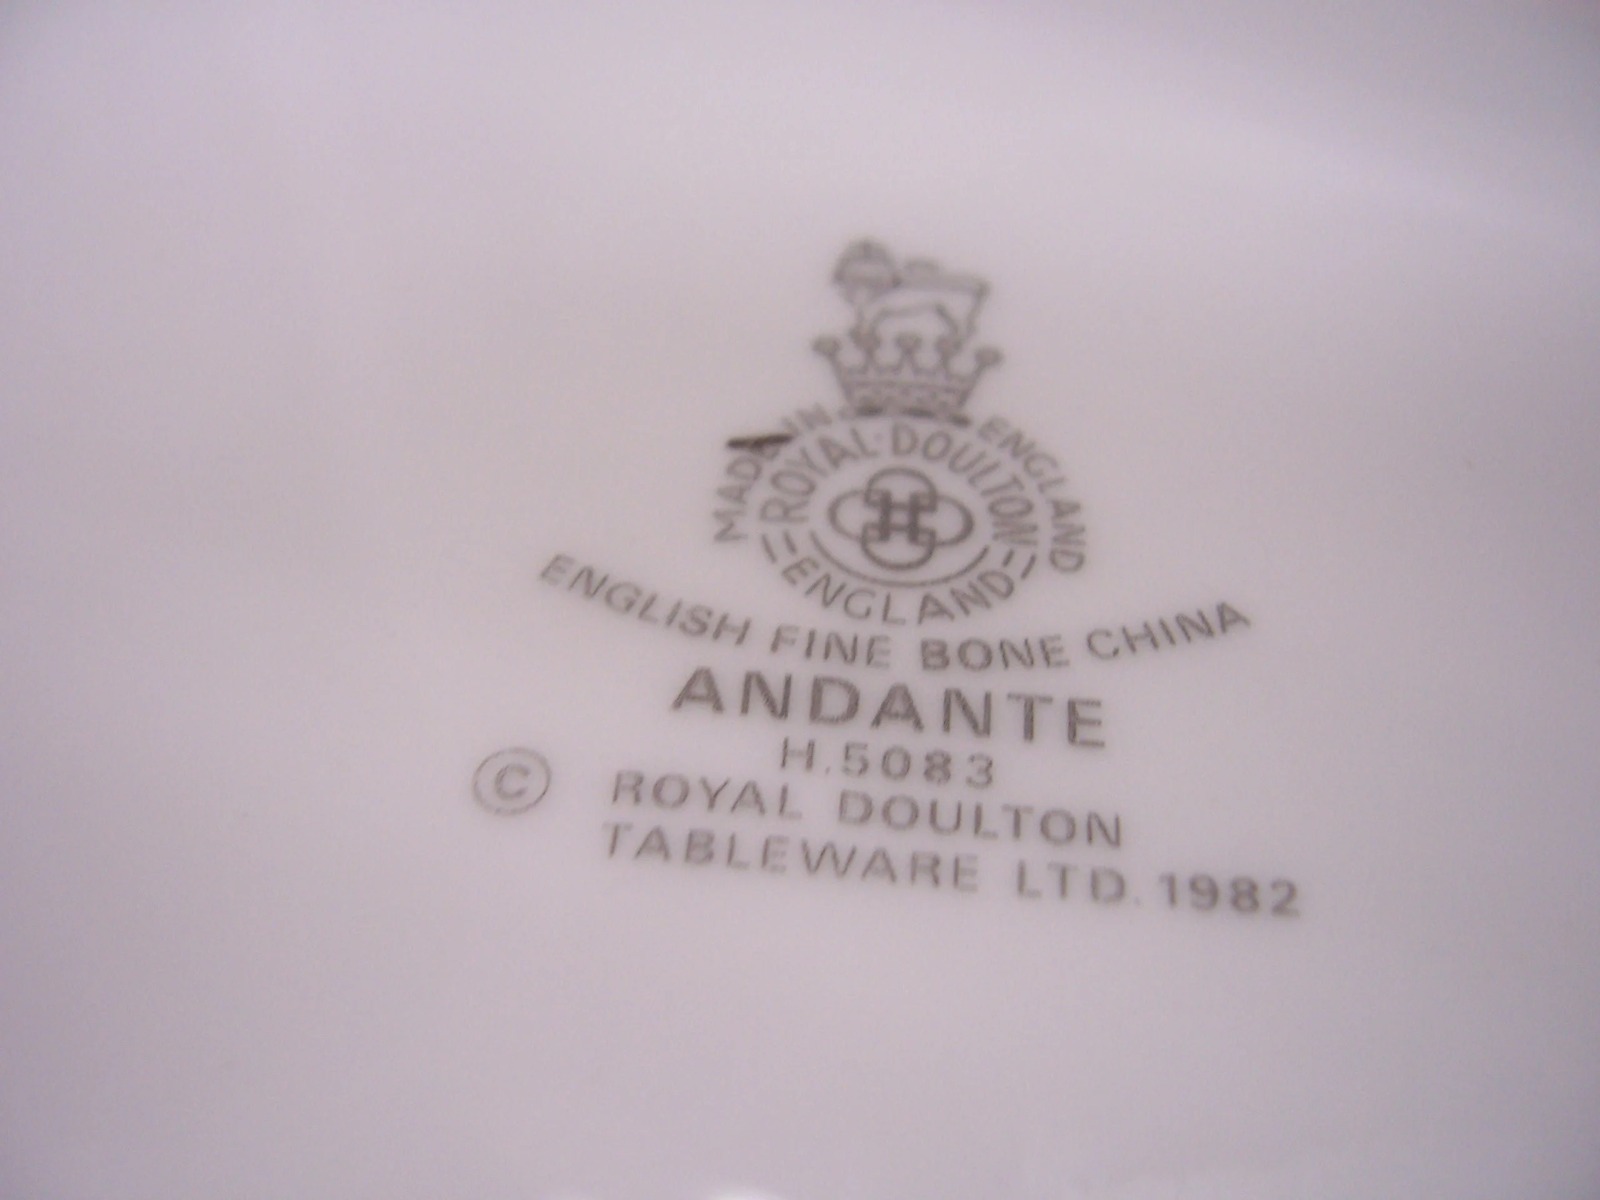 MADE IN ENGLAND
ROYAL·DOULTON
ENGLAND
ENGLISH FINE BONE CHINA
ANDANTE
H.5083
© ROYAL DOULTON
TABLEWARE LTD. 1982